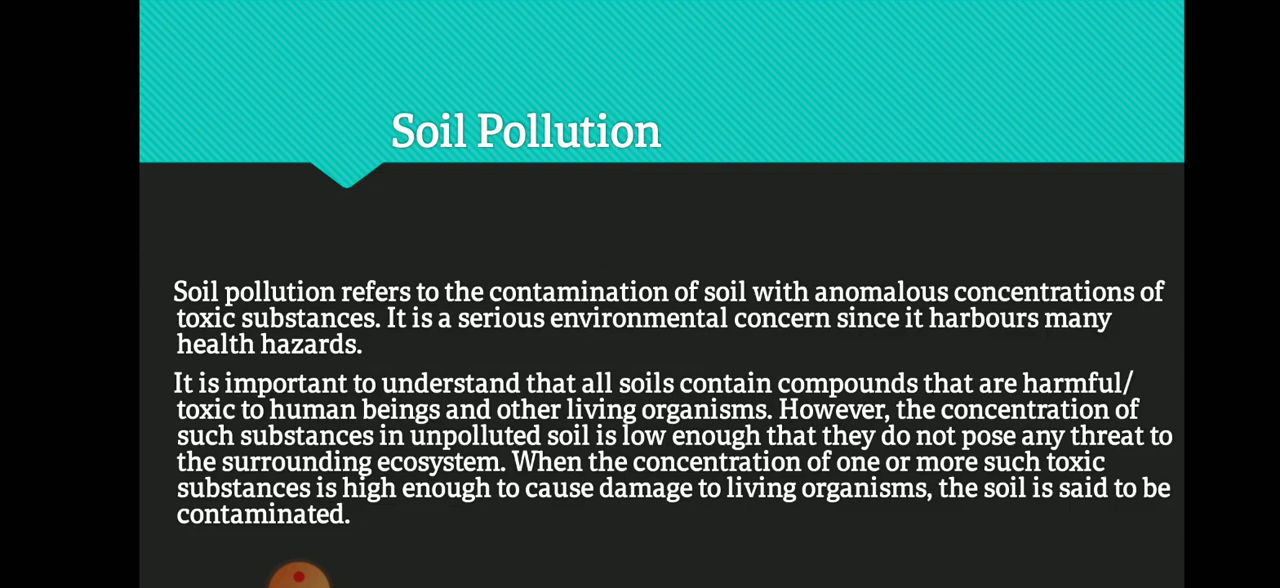 Soil Pollution
Soil pollution refers to the contamination of soil with anomalous concentrations of
toxic substances. It is a serious environmental concern since it harbours many
health hazards.
It is important to understand that all soils contain compounds that are harmful/
toxic to human beings and other living organisms. However, the concentration of
such substances in unpolluted soil is low enough that they do not pose any threat to
the surrounding ecosystem. When the concentration of one or more such toxic
substances is high enough to cause damage to living organisms, the soil is said to be
contaminated.